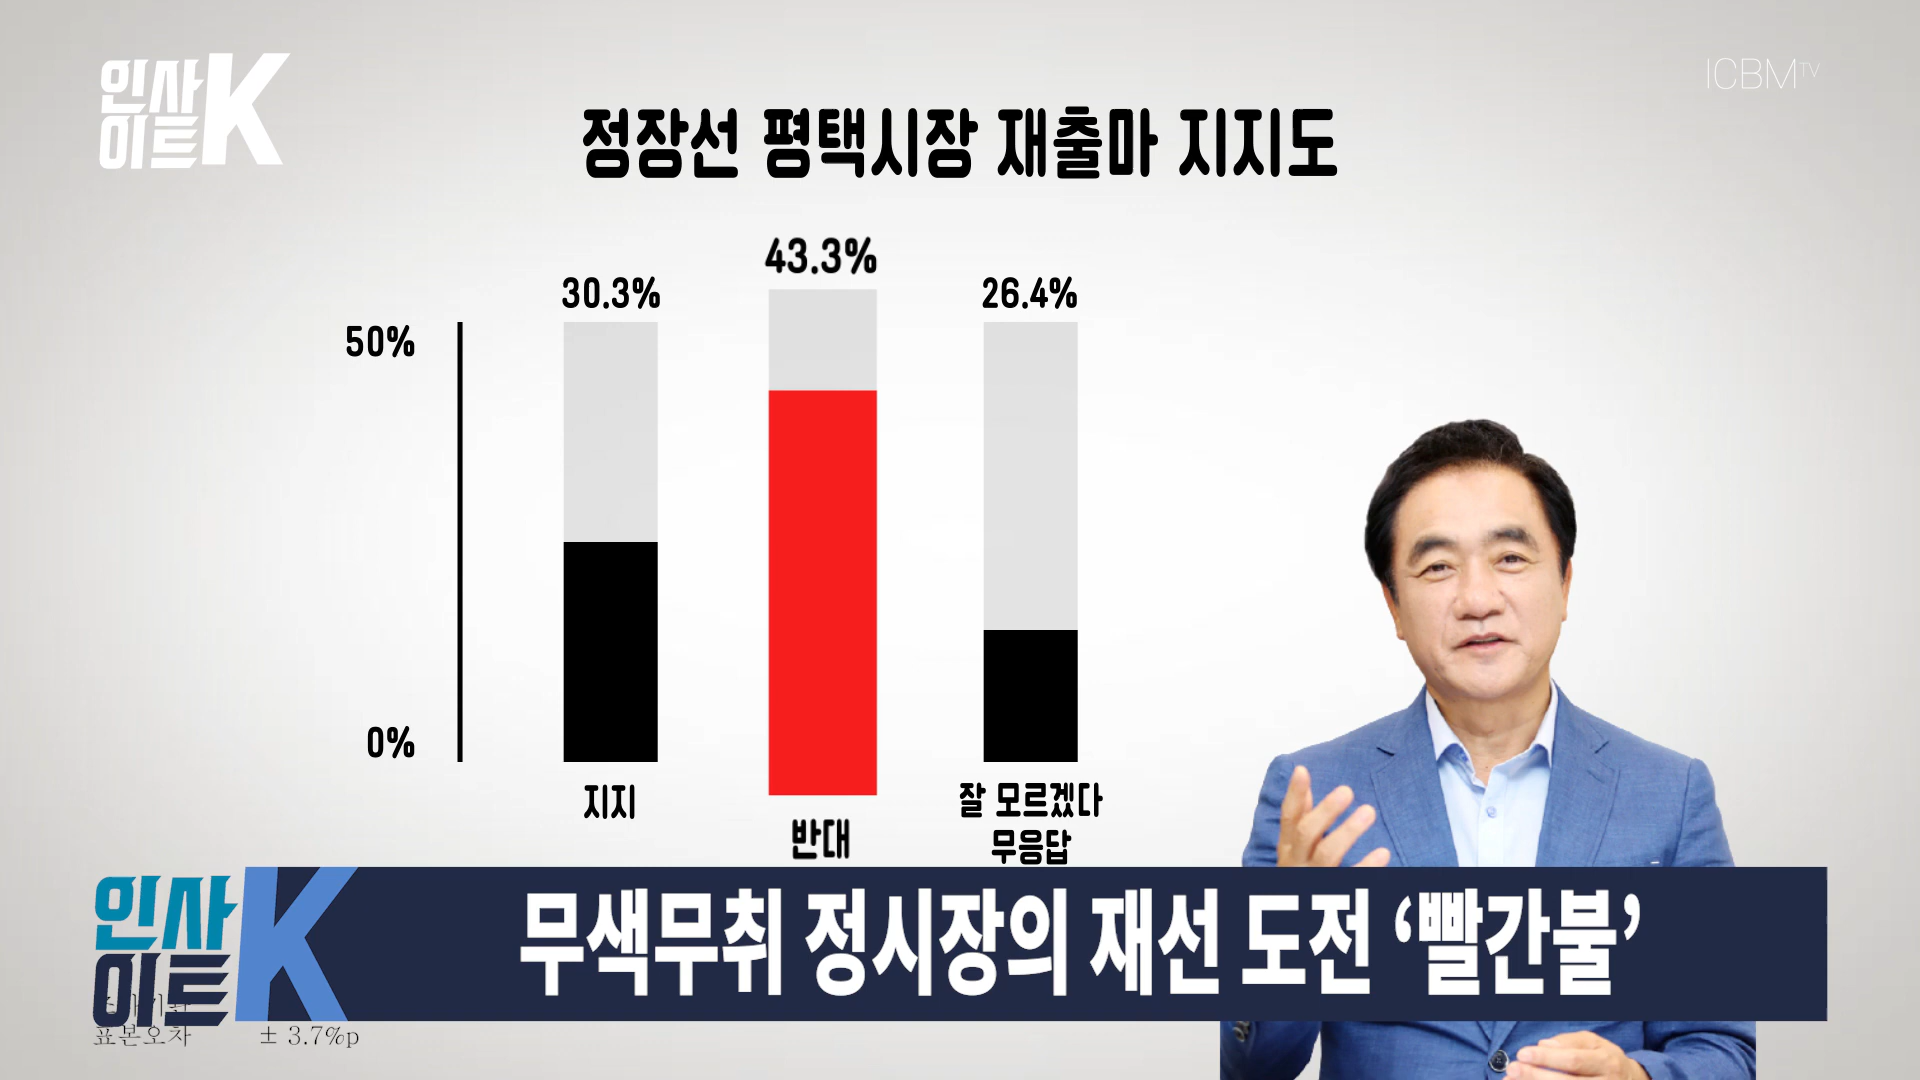 인사
이트K
ICBM TV
정장선 평택시장 재출마 지지도
43.3%
30.3%
26.4%
50%
0%
지지
반대
잘 모르겠다
무응답
인사
이트K
무색무취 정시장의 재선 도전 ‘빨간불’
표본오차 ± 3.7%p